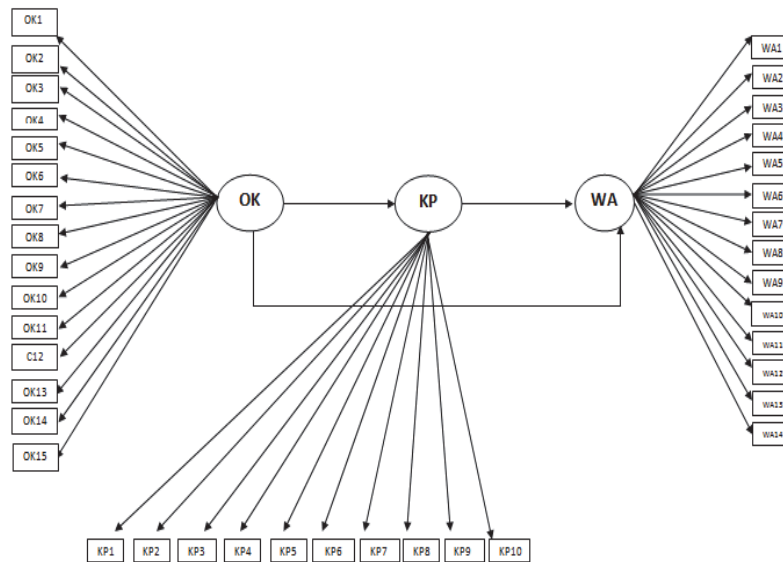 OK1
OK2
OK3
OK4
OK5
OK6
OK7
OK8
OK9
OK10
OK11
C12
OK13
OK14
OK15
OK
KP
WA
WA1
WA2
WA3
WA4
WA5
WA6
WA7
WA8
WA9
WA10
WA11
WA12
WA13
WA14
KP1 KP2 KP3 KP4 KP5 KP6 KP7 KP8 KP9 KP10